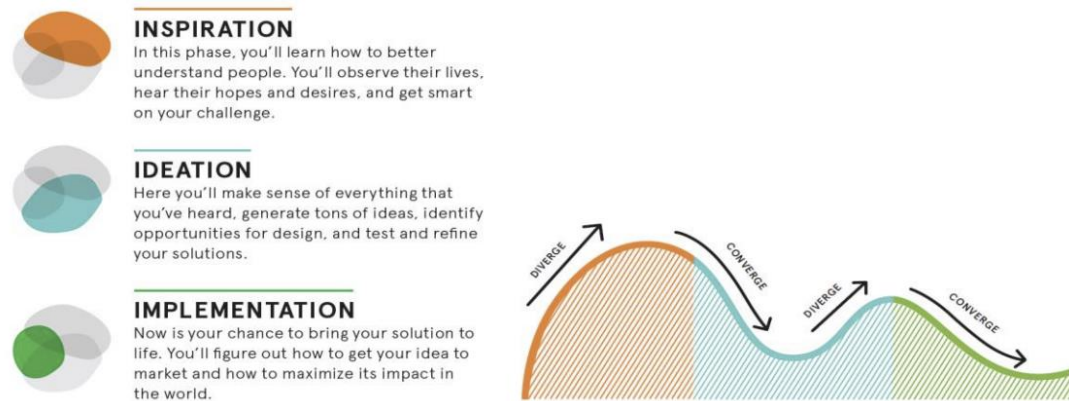 INSPIRATION
In this phase, you'll learn how to better
understand people. You'll observe their lives,
hear their hopes and desires, and get smart
on your challenge.
IDEATION
Here you'll make sense of everything that
you've heard, generate tons of ideas, identify
opportunities for design, and test and refine
your solutions.
IMPLEMENTATION
Now is your chance to bring your solution to
life. You'll figure out how to get your idea to
market and how to maximize its impact in
the world.
DIVERGE
CONVERGE
DIVERGE
CONVERGE